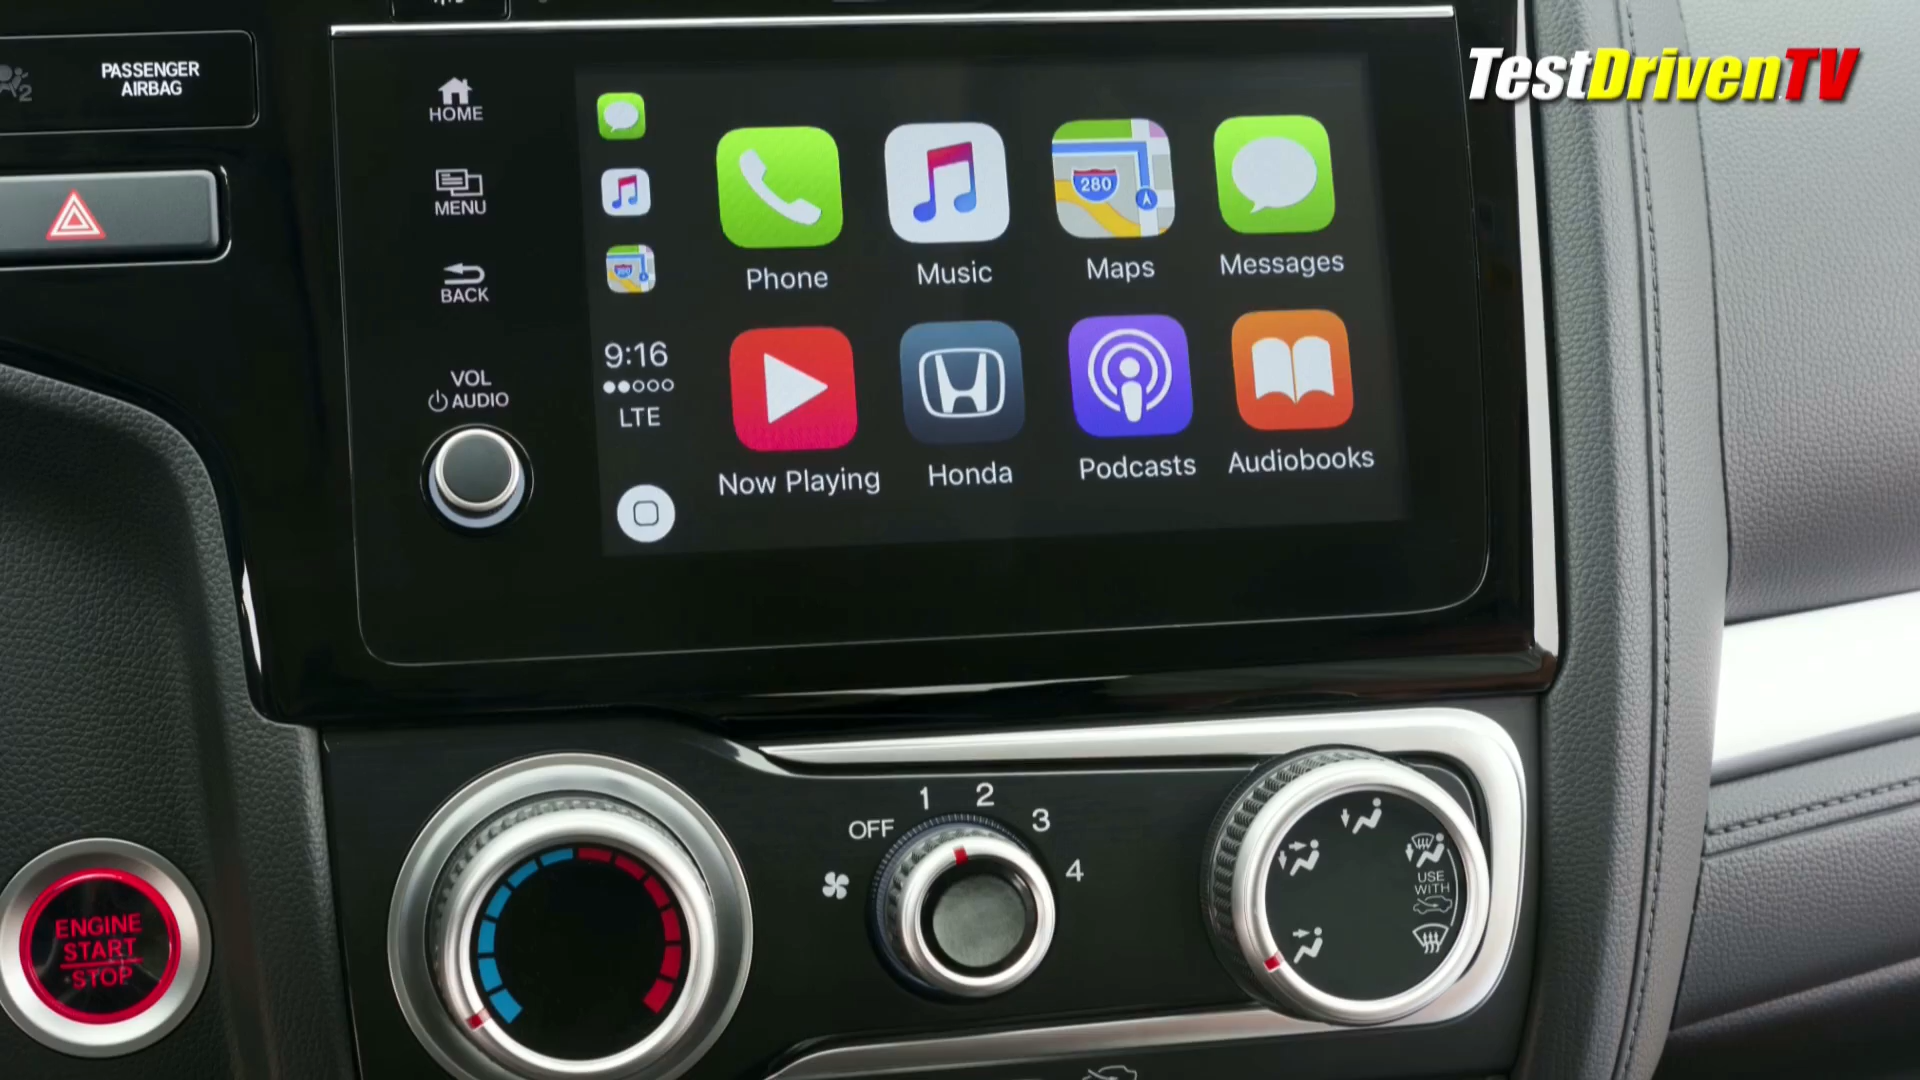 TestDrivenTV
PASSENGER
AIRBAG
2
HOME
MENU
BACK
VOL
AUDIO
9:16
LTE
280
Phone
Music
Maps
Messages
Now Playing
Honda
Podcasts
Audiobooks
OFF
1
2
3
4
USE
WITH
ENGINE
START
STOP